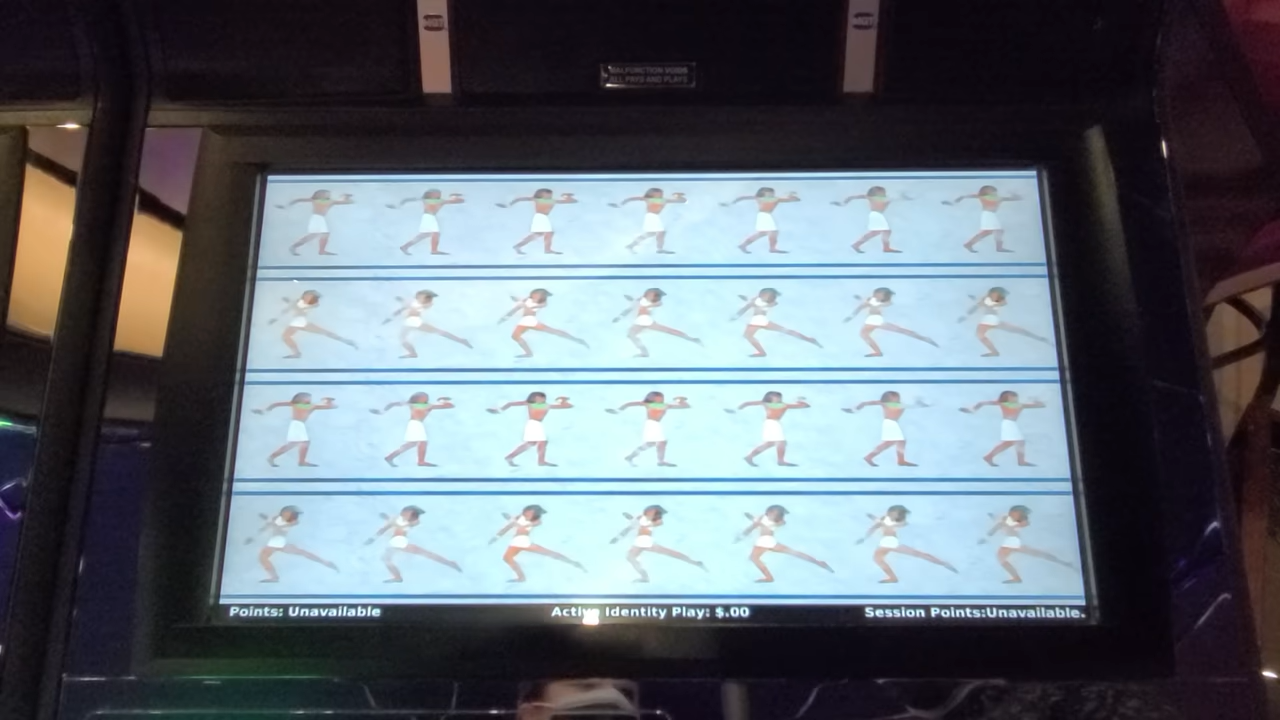 MALFUNCTION VOIDS
ALL PAYS AND PLAYS
Points: Unavailable
Active Identity Play: $.00
Session Points:Unavailable.